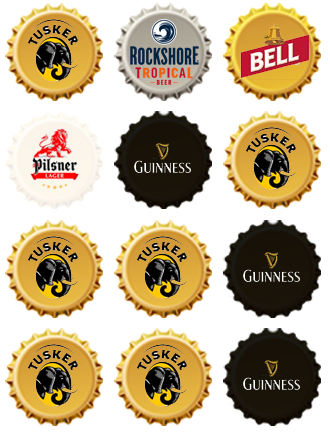 TUSKER
ROCKSHORE
TROPICAL
BEER
BELL
Pilsner
LAGER
GUINNESS
TUSKER
TUSKER
TUSKER
GUINNESS
TUSKER
TUSKER
GUINNESS